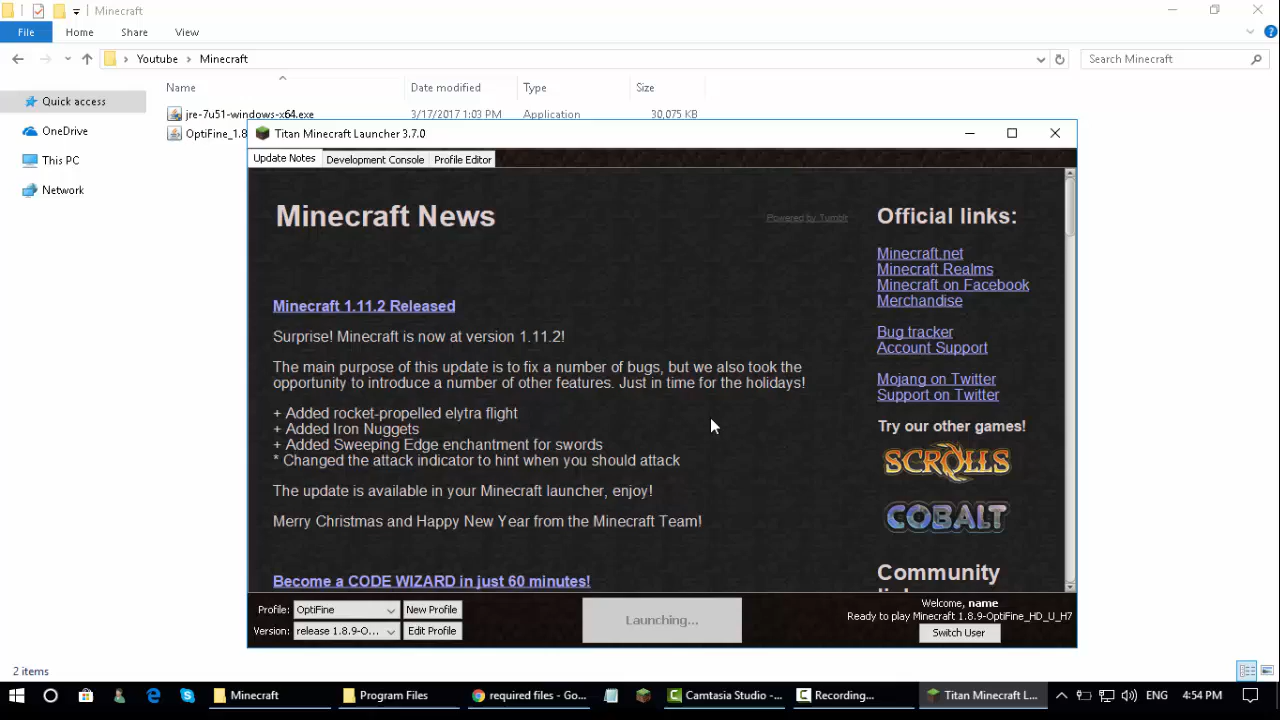 Minecraft
File
Home
Share
View
Youtube
Minecraft
Search Minecraft
Name
Date modified
Type
Size
Quick access
OneDrive
This PC
Network
jre-7u51-windows-x64.exe
3/17/2017 1:03 PM
Application
30,075 KB
OptiFine_1.8
Titan Minecraft Launcher 3.7.0
Update Notes
Development Console
Profile Editor
Minecraft News
Powered by Tumblr
Minecraft 1.11.2 Released
Surprise! Minecraft is now at version 1.11.2!
The main purpose of this update is to fix a number of bugs, but we also took the
opportunity to introduce a number of other features. Just in time for the holidays!
+ Added rocket-propelled elytra flight
+ Added Iron Nuggets
+ Added Sweeping Edge enchantment for swords
* Changed the attack indicator to hint when you should attack
The update is available in your Minecraft launcher, enjoy!
Merry Christmas and Happy New Year from the Minecraft Team!
Become a CODE WIZARD in just 60 minutes!
Official links:
Minecraft.net
Minecraft Realms
Minecraft on Facebook
Merchandise
Bug tracker
Account Support
Mojang on Twitter
Support on Twitter
Try our other games!
SCROLLS
COBALT
Community
Profile:
OptiFine
New Profile
Version:
release 1.8.9-O...
Edit Profile
Launching...
Welcome, name
Ready to play Minecraft 1.8.9-OptiFine_HD_U_H7
Switch User
2 items
Minecraft
Program Files
required files - Go...
Camtasia Studio -...
Recording...
Titan Minecraft L...
ENG
4:54 PM